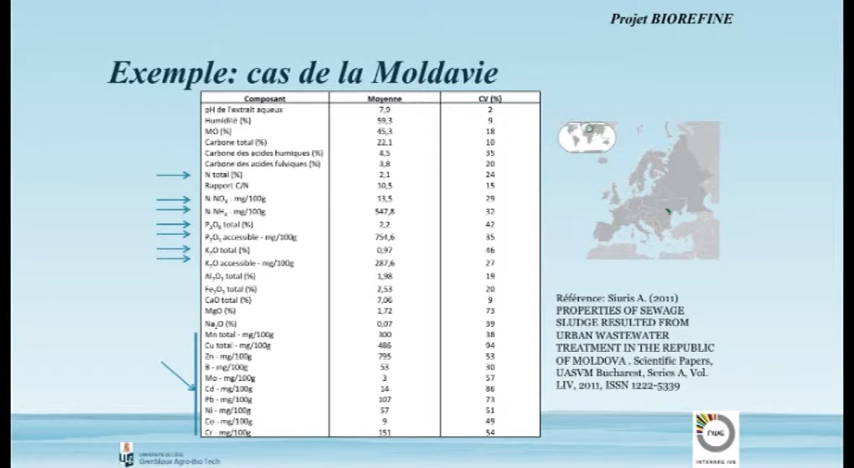 Projet BIOREFINE
Exemple: cas de la Moldavie
Composant Moyenne CV (%)
pH de l'extrait aqueux 7,9 2
Humidité (%) 59,3 9
MO (%) 45,3 18
Carbone total (%) 22,1 10
Carbone des acides humiques (%) 4,5 35
Carbone des acides fulviques (%) 3,8 20
N total (%) 2,1 24
Rapport C/N 10,5 15
N-NO₃ - mg/100g 13,5 29
N-NH₄ - mg/100g 547,8 32
P₂O₅ total (%) 2,2 42
P₂O₅ accessible - mg/100g 754,6 35
K₂O total (%) 0,97 46
K₂O accessible - mg/100g 287,6 27
Al₂O₃ total (%) 1,98 19
Fe₂O₃ total (%) 2,53 20
CaO total (%) 7,06 9
MgO (%) 1,72 73
Na₂O (%) 0,07 39
Mn total - mg/100g 300 38
Cu total - mg/100g 486 94
Zn - mg/100g 795 53
B - mg/100g 53 30
Mo - mg/100g 3 57
Cd - mg/100g 14 86
Pb - mg/100g 107 73
Ni - mg/100g 57 51
Co - mg/100g 9 49
Cr - mg/100g 151 54
Référence: Siuris A. (2011)
PROPERTIES OF SEWAGE
SLUDGE RESULTED FROM
URBAN WASTEWATER
TREATMENT IN THE REPUBLIC
OF MOLDOVA . Scientific Papers,
UASVM Bucharest, Series A, Vol.
LIV, 2011, ISSN 1222-5339
UNIVERSITÉ DE LIÈGE
Gembloux Agro-Bio Tech
NWE
INTERREG IVB